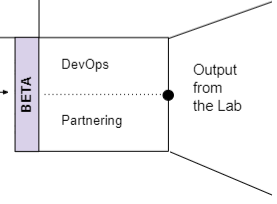 BETA
DevOps
Partnering
Output
from
the Lab